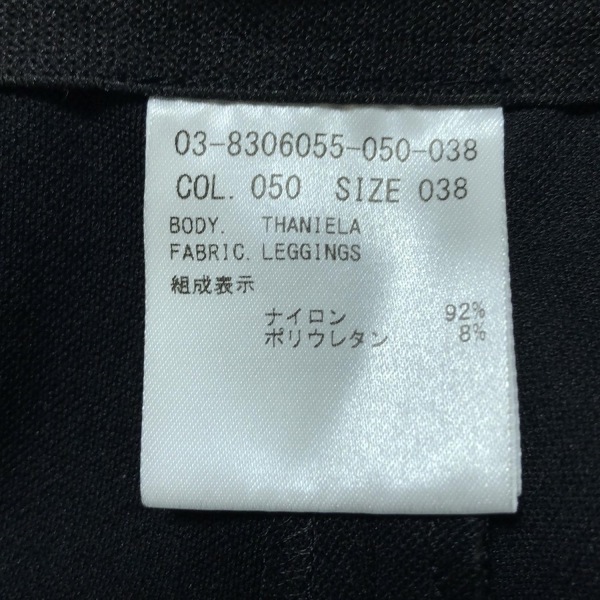 03-8306055-050-038
COL. 050 SIZE 038
BODY. THANIELA
FABRIC. LEGGINGS
組成表示
ナイロン 92%
ポリウレタン 8%